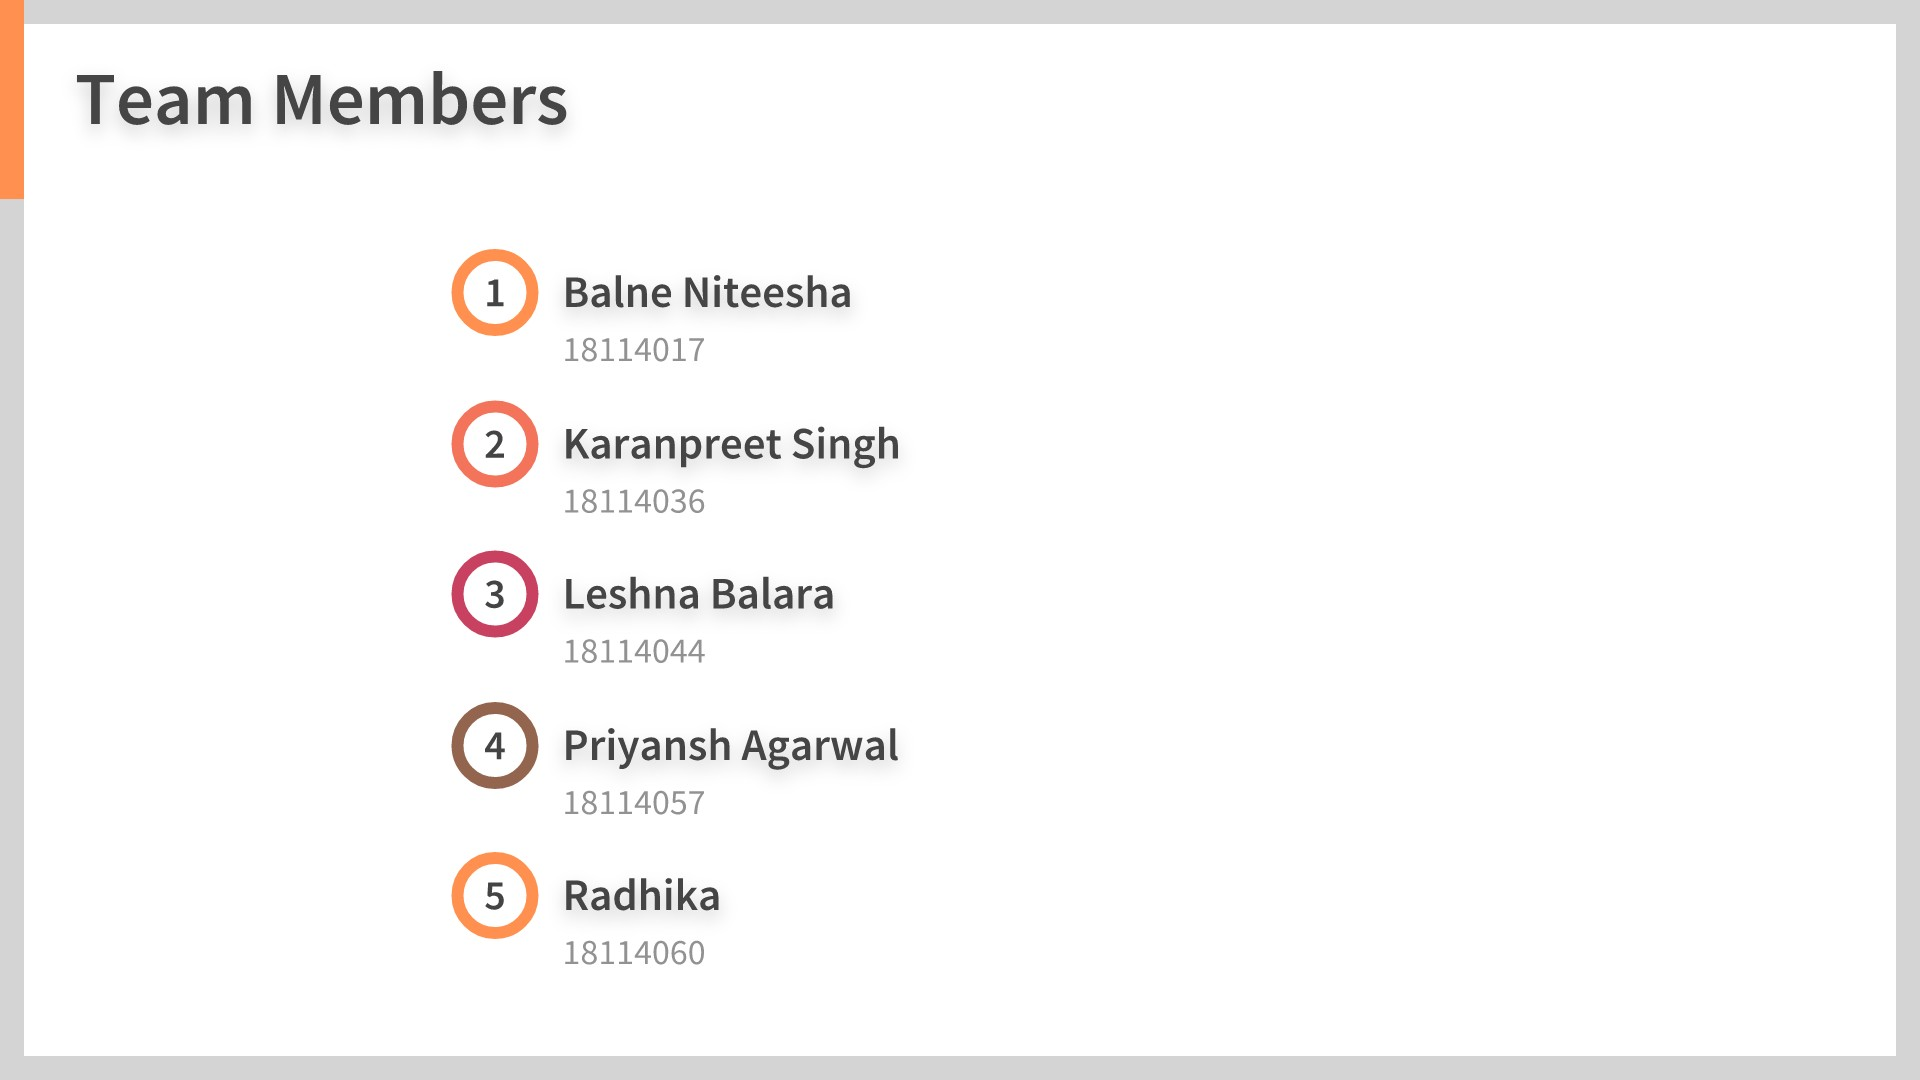 Team Members
1 Balne Niteesha
18114017
2 Karanpreet Singh
18114036
3 Leshna Balara
18114044
4 Priyansh Agarwal
18114057
5 Radhika
18114060